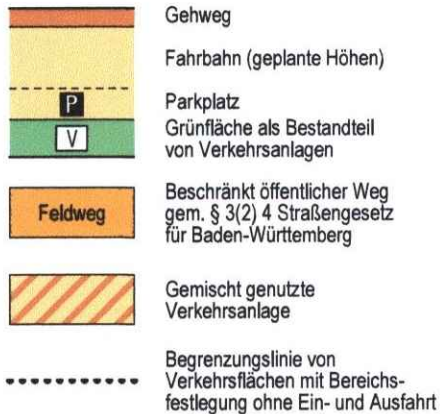 Gehweg
Fahrbahn (geplante Höhen)
P
Parkplatz
V
Grünfläche als Bestandteil
von Verkehrsanlagen
Feldweg
Beschränkt öffentlicher Weg
gem. § 3(2) 4 Straßengesetz
für Baden-Württemberg
Gemischt genutzte
Verkehrsanlage
Begrenzungslinie von
Verkehrsflächen mit Bereichs-
festlegung ohne Ein- und Ausfahrt